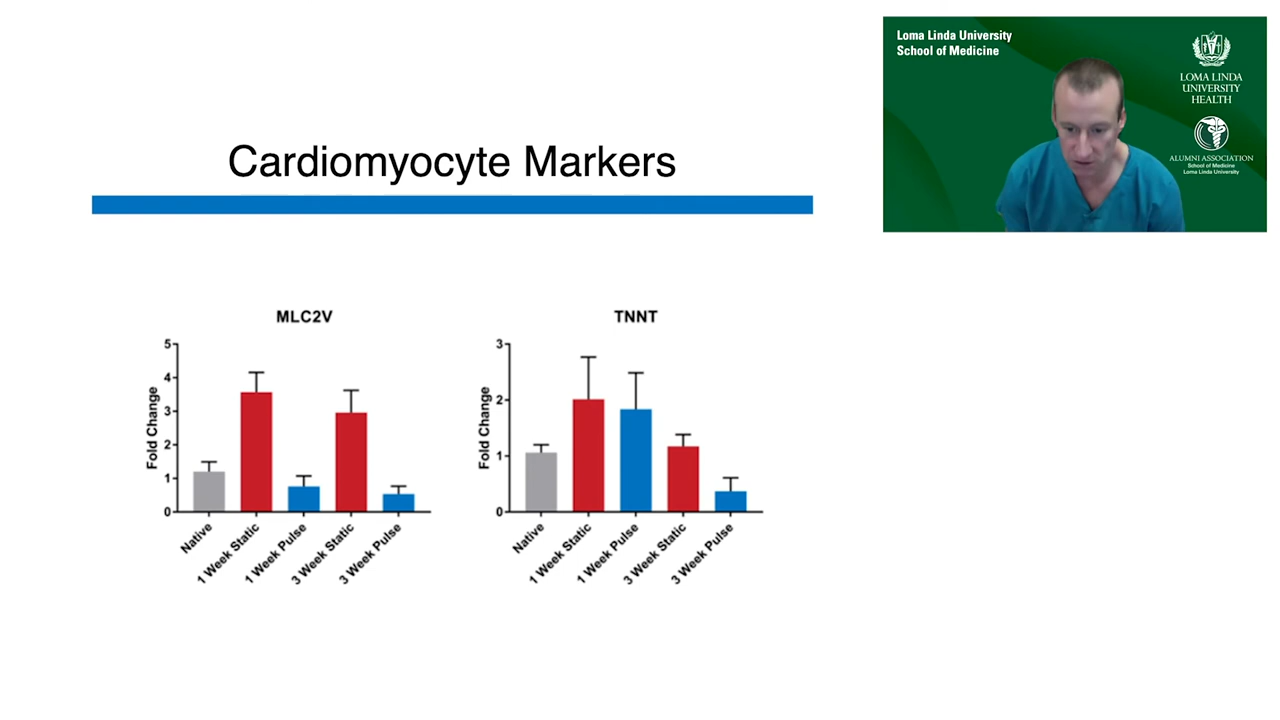 Loma Linda University
School of Medicine
LOMA LINDA
UNIVERSITY
HEALTH
ALUMNI ASSOCIATION
School of Medicine
Loma Linda University
Cardiomyocyte Markers
MLC2V
Fold Change
5
4
3
2
1
0
Native
1 Week Static
1 Week Pulse
3 Week Static
3 Week Pulse
TNNT
Fold Change
3
2
1
0
Native
1 Week Static
1 Week Pulse
3 Week Static
3 Week Pulse